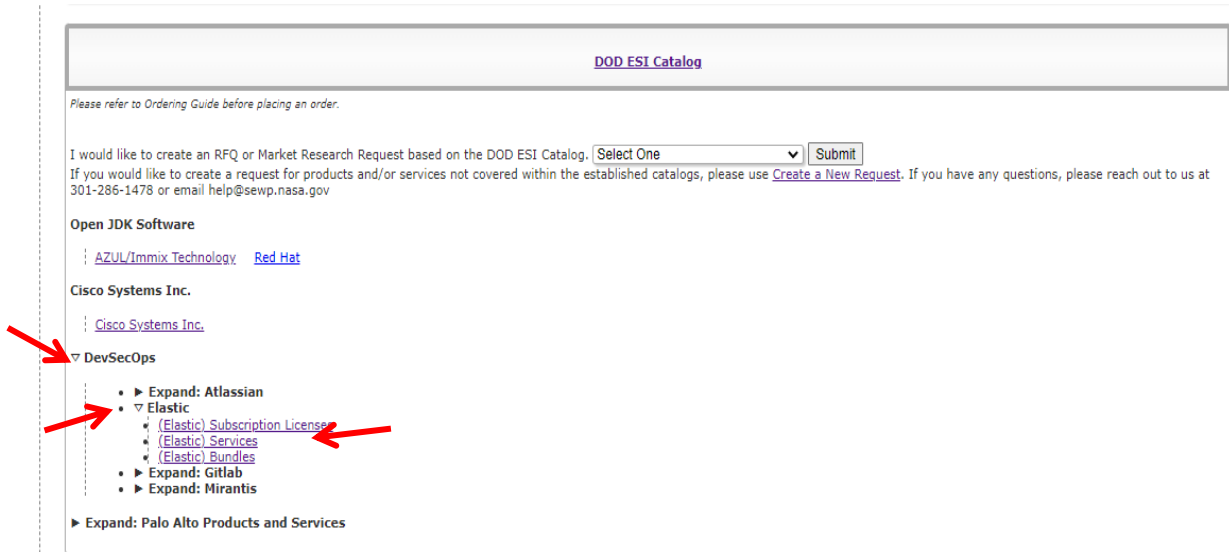 DOD ESI Catalog
Please refer to Ordering Guide before placing an order.
I would like to create an RFQ or Market Research Request based on the DOD ESI Catalog. Select One Submit
If you would like to create a request for products and/or services not covered within the established catalogs, please use Create a New Request. If you have any questions, please reach out to us at
301-286-1478 or email help@sewp.nasa.gov
Open JDK Software
AZUL/Immix Technology Red Hat
Cisco Systems Inc.
Cisco Systems Inc.
▽ DevSecOps
• ► Expand: Atlassian
• ▽ Elastic
• (Elastic) Subscription Licenses
• (Elastic) Services
• (Elastic) Bundles
• ► Expand: Gitlab
• ► Expand: Mirantis
► Expand: Palo Alto Products and Services